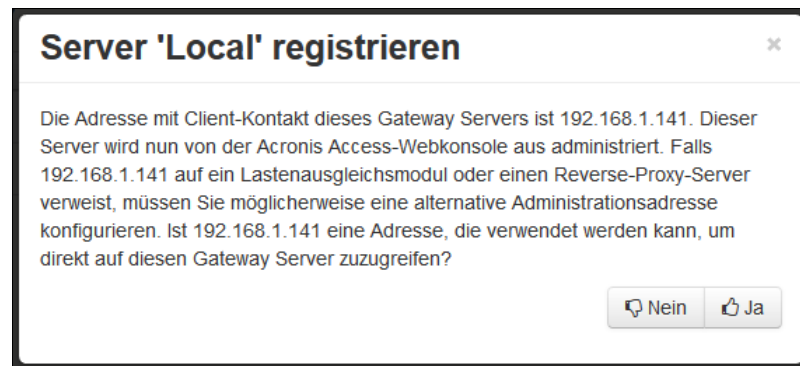 Server 'Local' registrieren
×
Die Adresse mit Client-Kontakt dieses Gateway Servers ist 192.168.1.141. Dieser
Server wird nun von der Acronis Access-Webkonsole aus administriert. Falls
192.168.1.141 auf ein Lastenausgleichsmodul oder einen Reverse-Proxy-Server
verweist, müssen Sie möglicherweise eine alternative Administrationsadresse
konfigurieren. Ist 192.168.1.141 eine Adresse, die verwendet werden kann, um
direkt auf diesen Gateway Server zuzugreifen?
Nein Ja